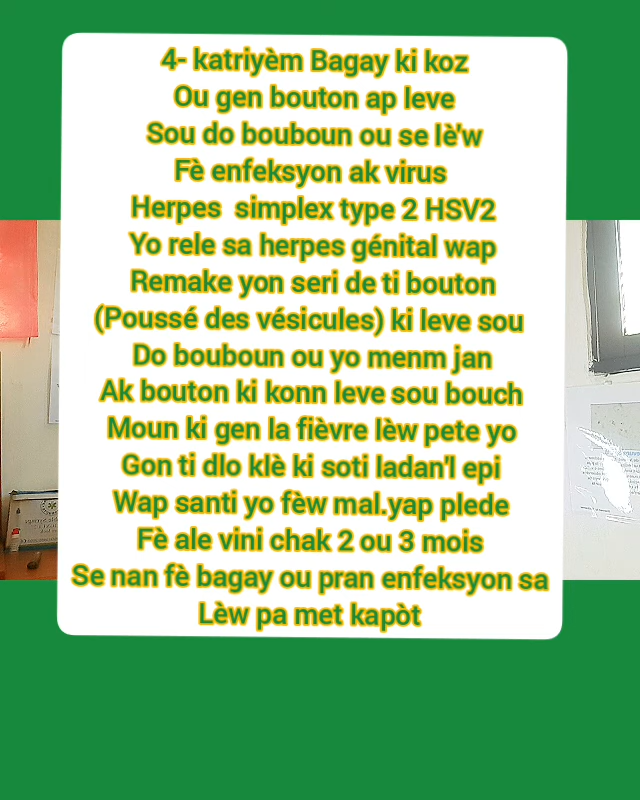 4- katriyèm Bagay ki koz
Ou gen bouton ap leve
Sou do bouboun ou se lè'w
Fè enfeksyon ak virus
Herpes simplex type 2 HSV2
Yo rele sa herpes génital wap
Remake yon seri de ti bouton
(Poussé des vésicules) ki leve sou
Do bouboun ou yo menm jan
Ak bouton ki konn leve sou bouch
Moun ki gen la fièvre lèw pete yo
Gon ti dlo klè ki soti ladan'l epi
Wap santi yo fèw mal.yap plede
Fè ale vini chak 2 ou 3 mois
Se nan fè bagay ou pran enfeksyon sa
Lèw pa met kapòt